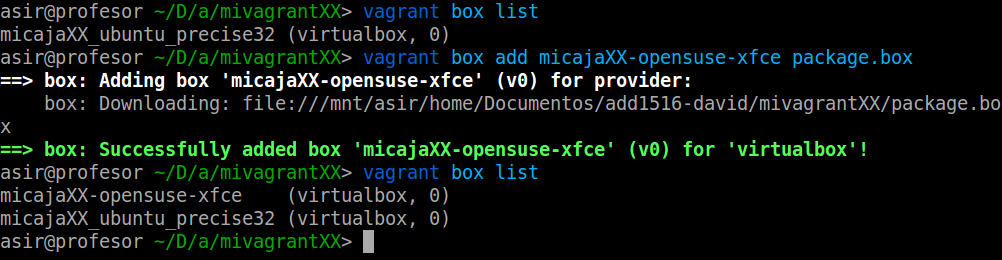 asir@profesor ~/D/a/mivagrantXX> vagrant box list
micajaXX_ubuntu_precise32 (virtualbox, 0)
asir@profesor ~/D/a/mivagrantXX> vagrant box add micajaXX-opensuse-xfce package.box
==> box: Adding box 'micajaXX-opensuse-xfce' (v0) for provider:
    box: Downloading: file:///mnt/asir/home/Documentos/add1516-david/mivagrantXX/package.bo
x
==> box: Successfully added box 'micajaXX-opensuse-xfce' (v0) for 'virtualbox'!
asir@profesor ~/D/a/mivagrantXX> vagrant box list
micajaXX-opensuse-xfce    (virtualbox, 0)
micajaXX_ubuntu_precise32 (virtualbox, 0)
asir@profesor ~/D/a/mivagrantXX>